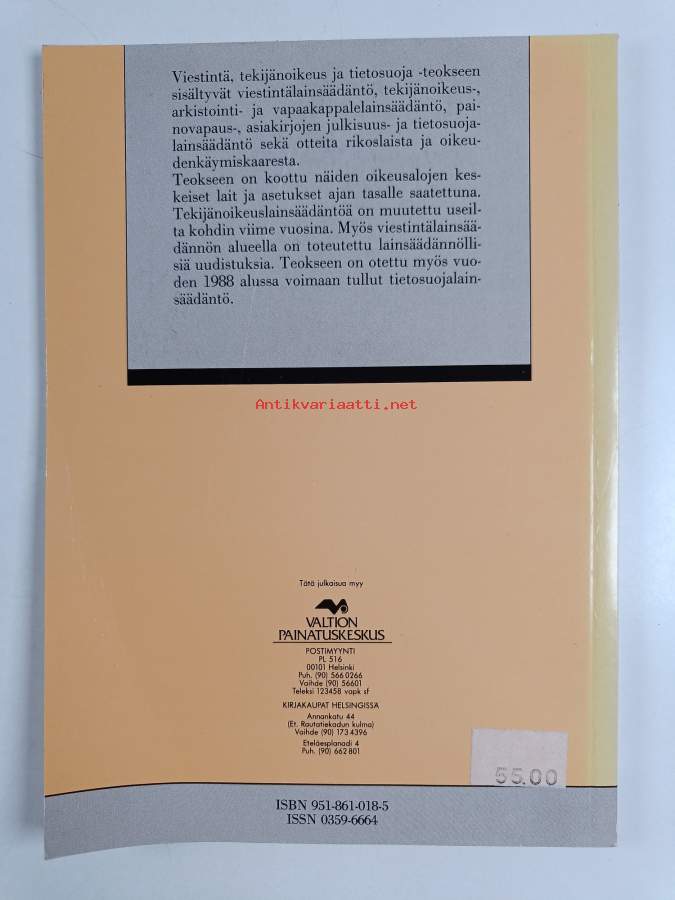 Viestintä, tekijänoikeus ja tietosuoja -teokseen
sisältyvät viestintälainsäädäntö, tekijänoikeus-,
arkistointi- ja vapaakappalelainsäädäntö, pai-
novapaus-, asiakirjojen julkisuus- ja tietosuoja-
lainsäädäntö sekä otteita rikoslaista ja oikeu-
denkäymiskaaresta.
Teokseen on koottu näiden oikeusalojen kes-
keiset lait ja asetukset ajan tasalle saatettuna.
Tekijänoikeuslainsäädäntöä on muutettu useil-
ta kohdin viime vuosina. Myös viestintälainsää-
dännön alueella on toteutettu lainsäädännölli-
siä uudistuksia. Teokseen on otettu myös vuo-
den 1988 alussa voimaan tullut tietosuojalain-
säädäntö.
Antikvariaatti.net
Tätä julkaisua myy
VALTION
PAINATUSKESKUS
POSTIMYYNTI
PL 516
00101 Helsinki
Puh. (90) 566 0266
Vaihde (90) 56601
Teleksi 123458 vapk sf
KIRJAKAUPAT HELSINGISSÄ
Annankatu 44
(Et. Rautatiekadun kulma)
Vaihde (90) 173 4396
Eteläesplanadi 4
Puh. (90) 662 801
55.00
ISBN 951-861-018-5
ISSN 0359-6664